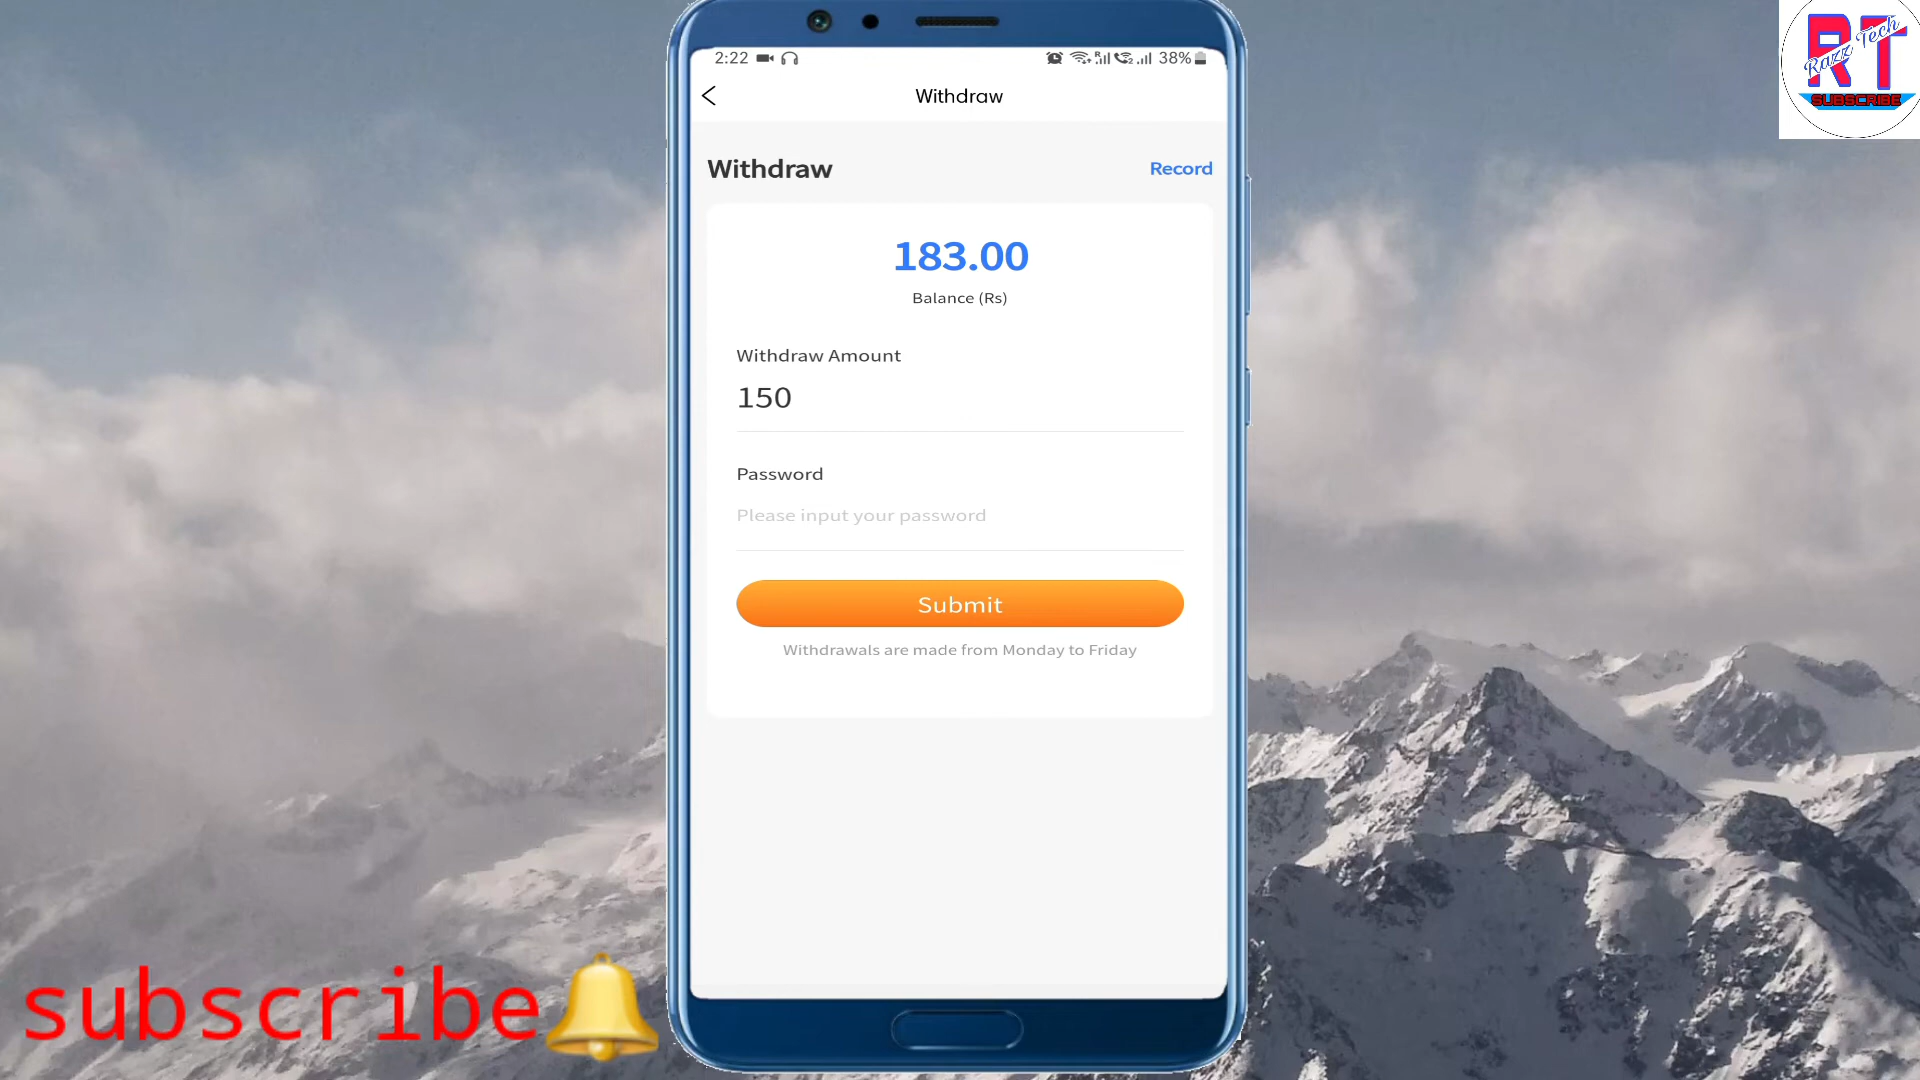 2:22
38%
Withdraw
Withdraw
Record
183.00
Balance (Rs)
Withdraw Amount
150
Password
Please input your password
Submit
Withdrawals are made from Monday to Friday
RT
Razz Tech
SUBSCRIBE
subscribe